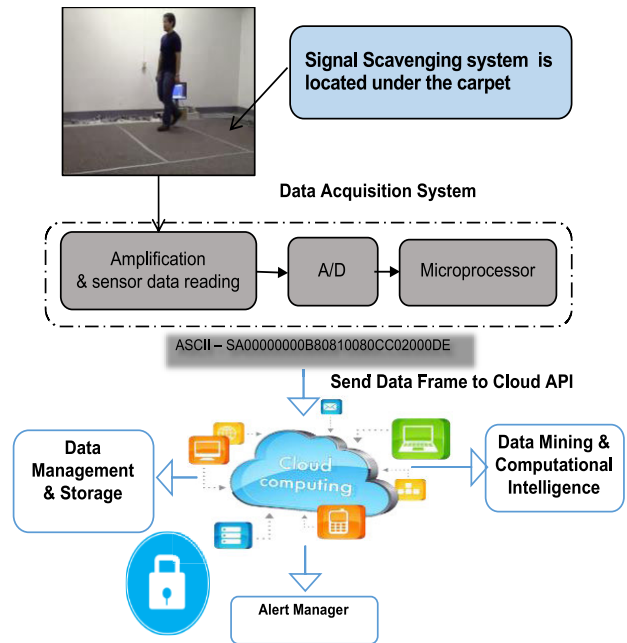 Signal Scavenging system is
located under the carpet
Data Acquisition System
Amplification
& sensor data reading
A/D
Microprocessor
ASCII – SA00000000B80810080CC02000DE
Send Data Frame to Cloud API
Data
Management
& Storage
Cloud
computing
Data Mining &
Computational
Intelligence
Alert Manager